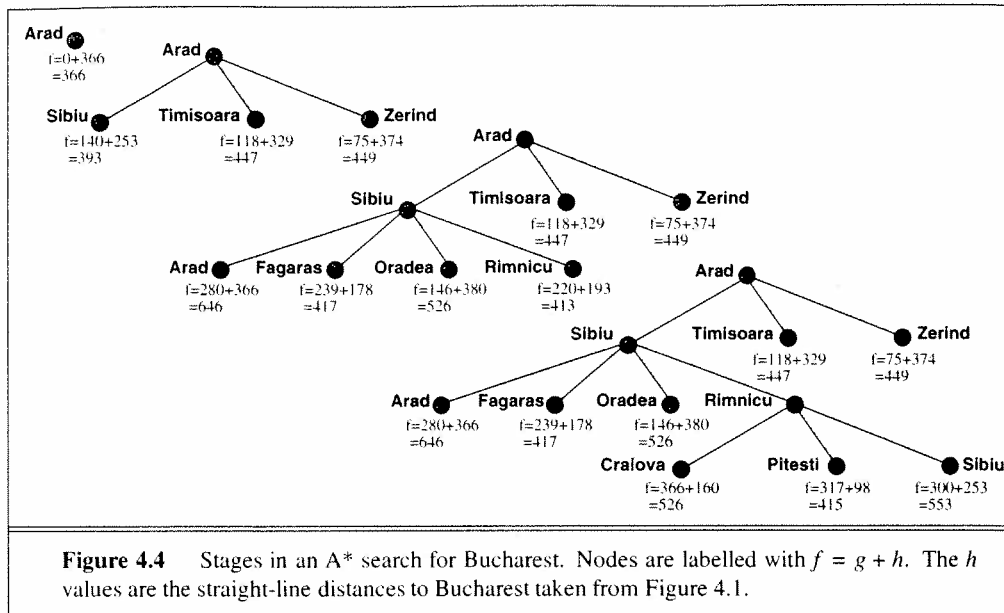 Arad
f=0+366
=366
Arad
Sibiu
f=140+253
=393
Timisoara
f=118+329
=447
Zerind
f=75+374
=449
Arad
Sibiu
Timisoara
f=118+329
=447
Zerind
f=75+374
=449
Arad
f=280+366
=646
Fagaras
f=239+178
=417
Oradea
f=146+380
=526
Rimnicu
f=220+193
=413
Arad
Sibiu
Timisoara
f=118+329
=447
Zerind
f=75+374
=449
Arad
f=280+366
=646
Fagaras
f=239+178
=417
Oradea
f=146+380
=526
Rimnicu
Craiova
f=366+160
=526
Pitesti
f=317+98
=415
Sibiu
f=300+253
=553
Figure 4.4 Stages in an A* search for Bucharest. Nodes are labelled with f = g + h. The h
values are the straight-line distances to Bucharest taken from Figure 4.1.